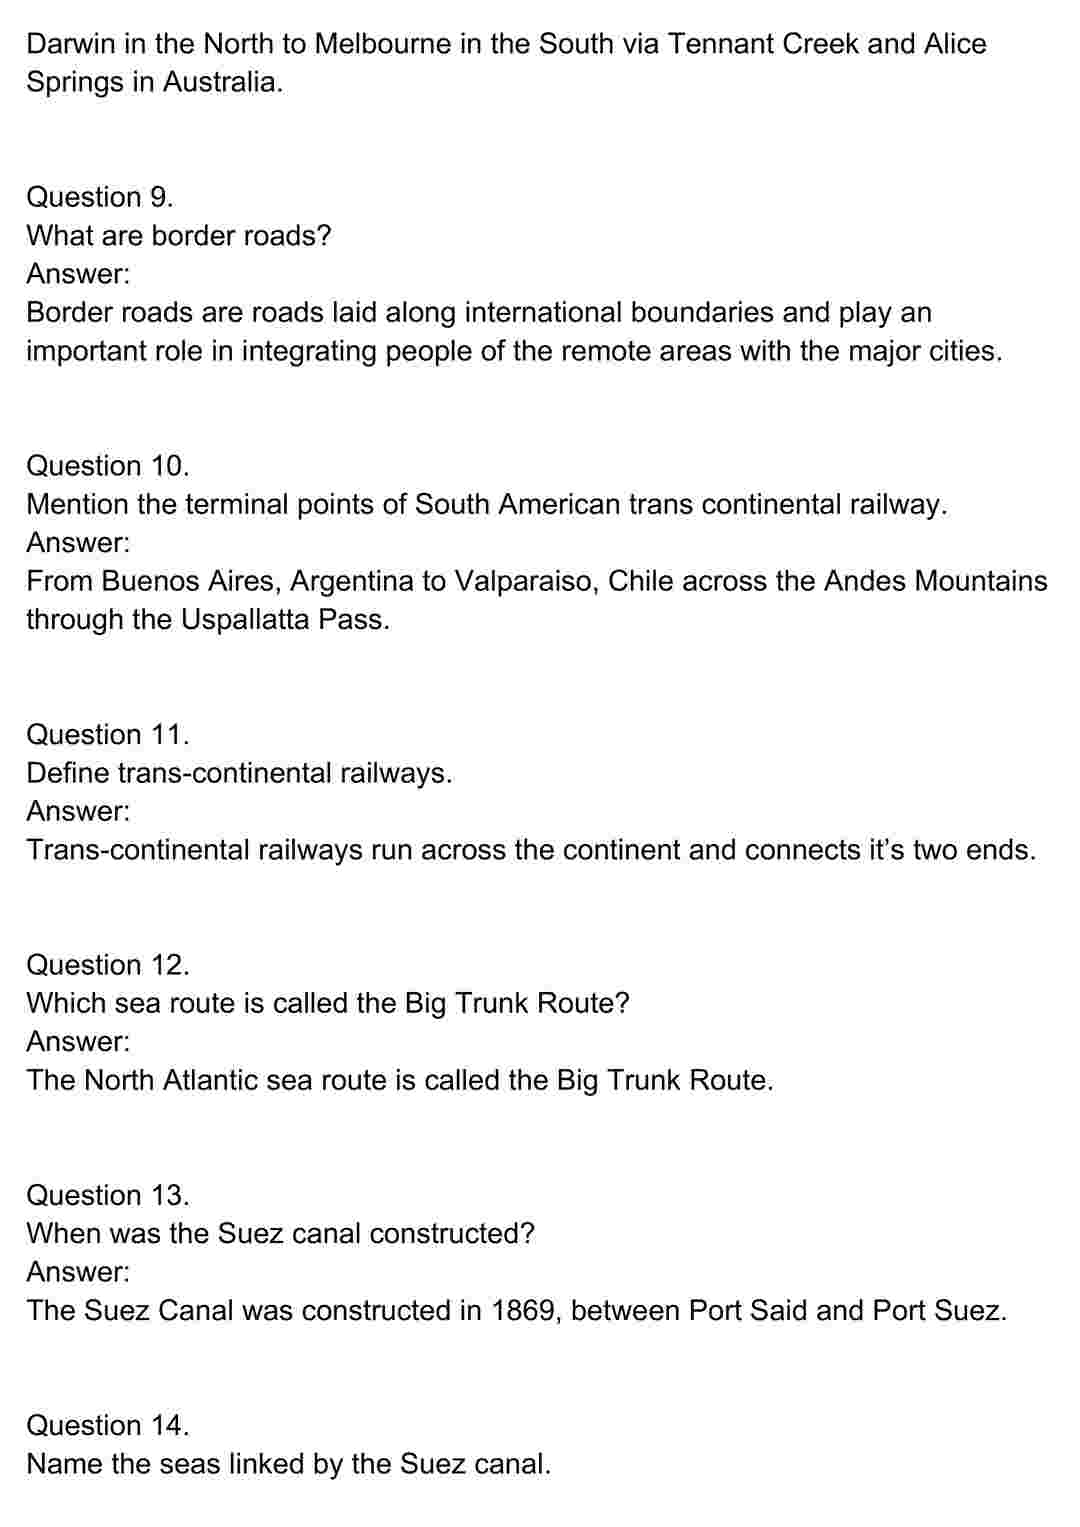 Darwin in the North to Melbourne in the South via Tennant Creek and Alice
Springs in Australia.
Question 9.
What are border roads?
Answer:
Border roads are roads laid along international boundaries and play an
important role in integrating people of the remote areas with the major cities.
Question 10.
Mention the terminal points of South American trans continental railway.
Answer:
From Buenos Aires, Argentina to Valparaiso, Chile across the Andes Mountains
through the Uspallatta Pass.
Question 11.
Define trans-continental railways.
Answer:
Trans-continental railways run across the continent and connects it’s two ends.
Question 12.
Which sea route is called the Big Trunk Route?
Answer:
The North Atlantic sea route is called the Big Trunk Route.
Question 13.
When was the Suez canal constructed?
Answer:
The Suez Canal was constructed in 1869, between Port Said and Port Suez.
Question 14.
Name the seas linked by the Suez canal.